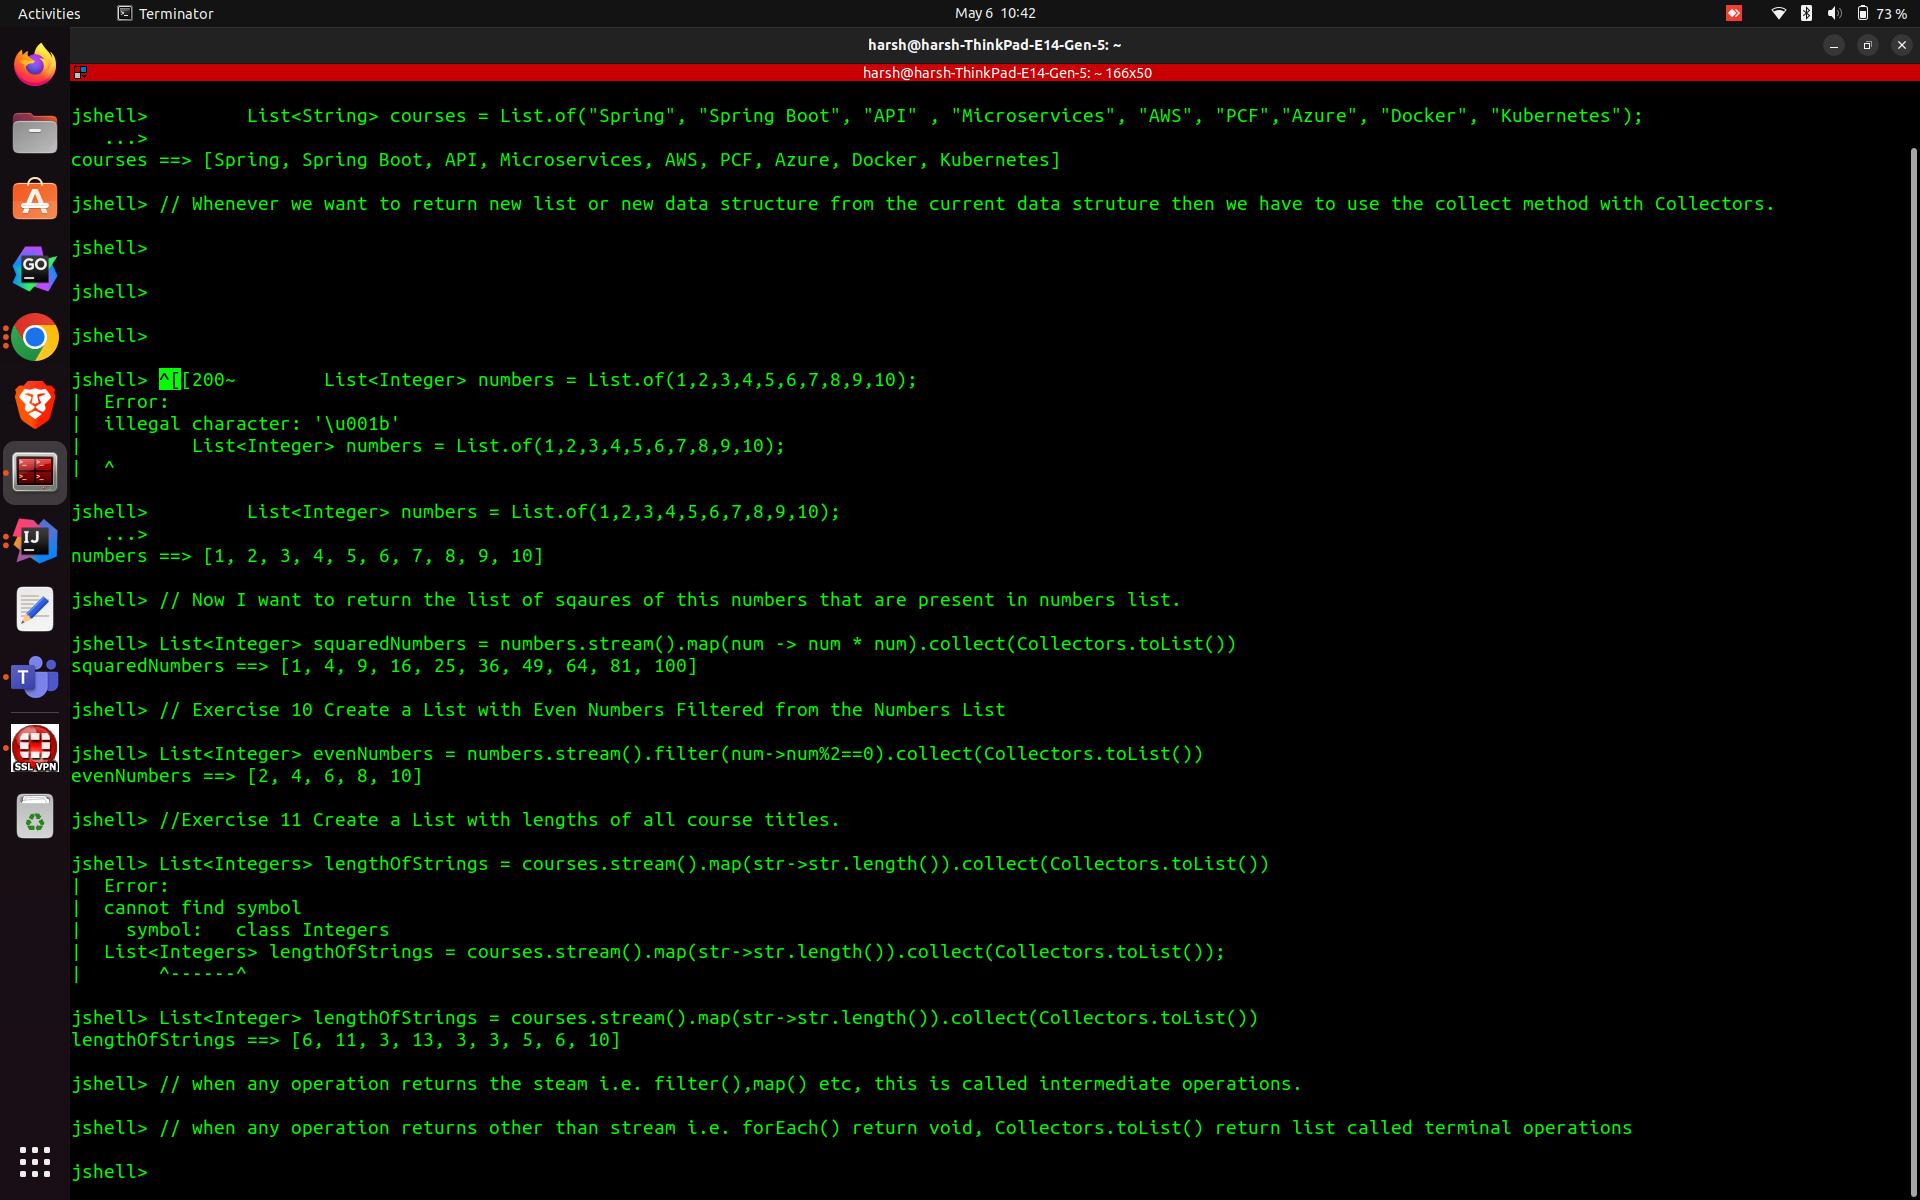 Activities
Terminator
May 6 10:42
73 %
harsh@harsh-ThinkPad-E14-Gen-5: ~
harsh@harsh-ThinkPad-E14-Gen-5: ~ 166x50
jshell>         List<String> courses = List.of("Spring", "Spring Boot", "API" , "Microservices", "AWS", "PCF","Azure", "Docker", "Kubernetes");
   ...>
courses ==> [Spring, Spring Boot, API, Microservices, AWS, PCF, Azure, Docker, Kubernetes]
jshell> // Whenever we want to return new list or new data structure from the current data struture then we have to use the collect method with Collectors.
jshell>
jshell>
jshell>
jshell> ^[[200~        List<Integer> numbers = List.of(1,2,3,4,5,6,7,8,9,10);
|  Error:
|  illegal character: '\u001b'
|          List<Integer> numbers = List.of(1,2,3,4,5,6,7,8,9,10);
|  ^
jshell>         List<Integer> numbers = List.of(1,2,3,4,5,6,7,8,9,10);
   ...>
numbers ==> [1, 2, 3, 4, 5, 6, 7, 8, 9, 10]
jshell> // Now I want to return the list of sqaures of this numbers that are present in numbers list.
jshell> List<Integer> squaredNumbers = numbers.stream().map(num -> num * num).collect(Collectors.toList())
squaredNumbers ==> [1, 4, 9, 16, 25, 36, 49, 64, 81, 100]
jshell> // Exercise 10 Create a List with Even Numbers Filtered from the Numbers List
jshell> List<Integer> evenNumbers = numbers.stream().filter(num->num%2==0).collect(Collectors.toList())
evenNumbers ==> [2, 4, 6, 8, 10]
jshell> //Exercise 11 Create a List with lengths of all course titles.
jshell> List<Integers> lengthOfStrings = courses.stream().map(str->str.length()).collect(Collectors.toList())
|  Error:
|  cannot find symbol
|    symbol:   class Integers
|  List<Integers> lengthOfStrings = courses.stream().map(str->str.length()).collect(Collectors.toList());
|       ^------^
jshell> List<Integer> lengthOfStrings = courses.stream().map(str->str.length()).collect(Collectors.toList())
lengthOfStrings ==> [6, 11, 3, 13, 3, 3, 5, 6, 10]
jshell> // when any operation returns the steam i.e. filter(),map() etc, this is called intermediate operations.
jshell> // when any operation returns other than stream i.e. forEach() return void, Collectors.toList() return list called terminal operations
jshell>
GO
IJ
T
SSL VPN